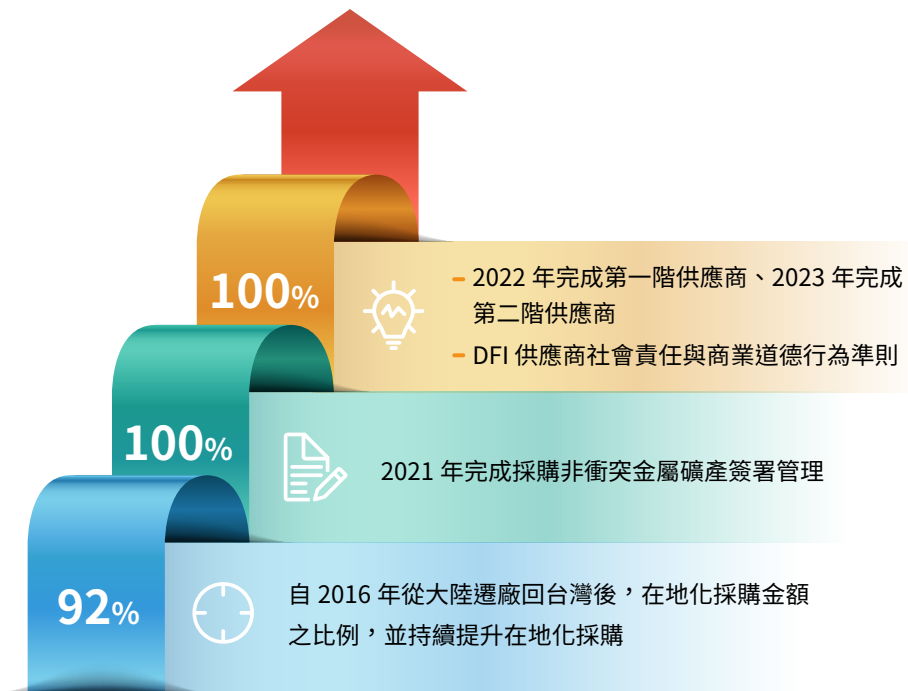 100%
– 2022 年完成第一階供應商、2023 年完成
第二階供應商
– DFI 供應商社會責任與商業道德行為準則
100%
2021 年完成採購非衝突金屬礦產簽署管理
92%
自 2016 年從大陸遷廠回台灣後，在地化採購金額
之比例，並持續提升在地化採購